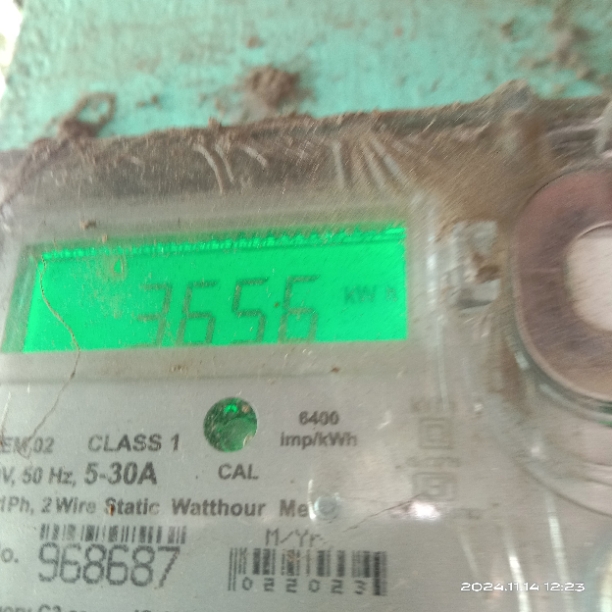 3656 kW h
6400
EM,02 CLASS 1 imp/kWh
V, 50 Hz, 5-30A CAL
1Ph, 2 Wire Static Watthour Me
M/Yr.
o. 968687
2024.11.14 12:23